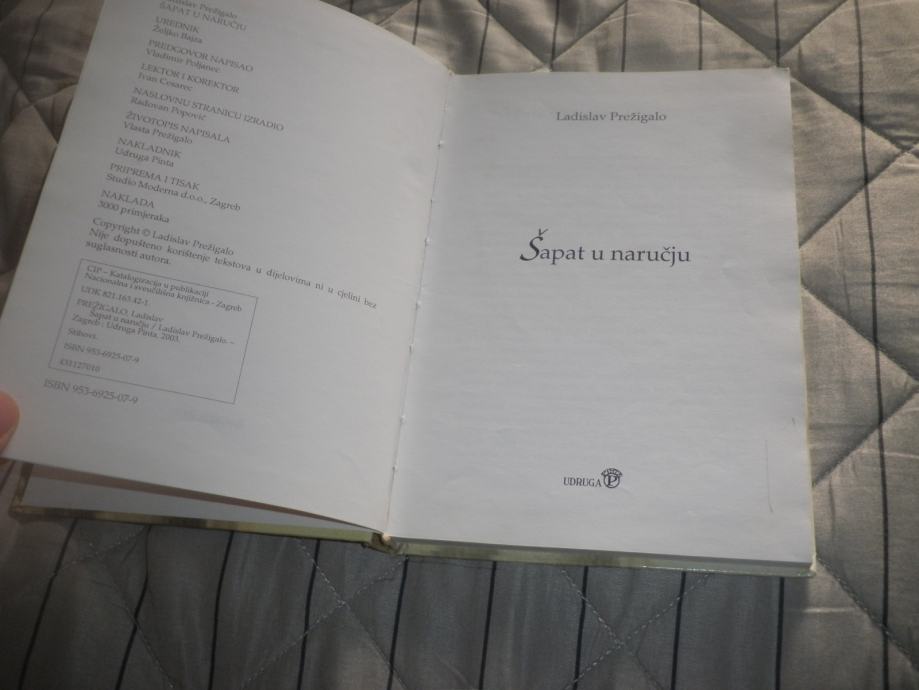 Ladislav Prežigalo
ŠAPAT U NARUČJU
UREDNIK
Željko Bajza
PREDGOVOR NAPISAO
Vladimir Poljanec
LEKTOR I KOREKTOR
Ivan Cesarec
NASLOVNU STRANICU IZRADIO
Radovan Popović
ŽIVOTOPIS NAPISALA
Vlasta Prežigalo
NAKLADNIK
Udruga Pinta
PRIPREMA I TISAK
Studio Moderna d.o.o., Zagreb
NAKLADA
3000 primjeraka
Copyright © Ladislav Prežigalo
Nije dopušteno korištenje tekstova u dijelovima ni u cjelini bez
suglasnosti autora.
CIP – Katalogizacija u publikaciji
Nacionalna i sveučilišna knjižnica - Zagreb
UDK 821.163.42-1
PREŽIGALO, Ladislav
Šapat u naručju / Ladislav Prežigalo. –
Zagreb : Udruga Pinta, 2003.
Stihovi.
ISBN 953-6925-07-9
431127010
ISBN 953-6925-07-9
Ladislav Prežigalo
Šapat u naručju
UDRUGA P